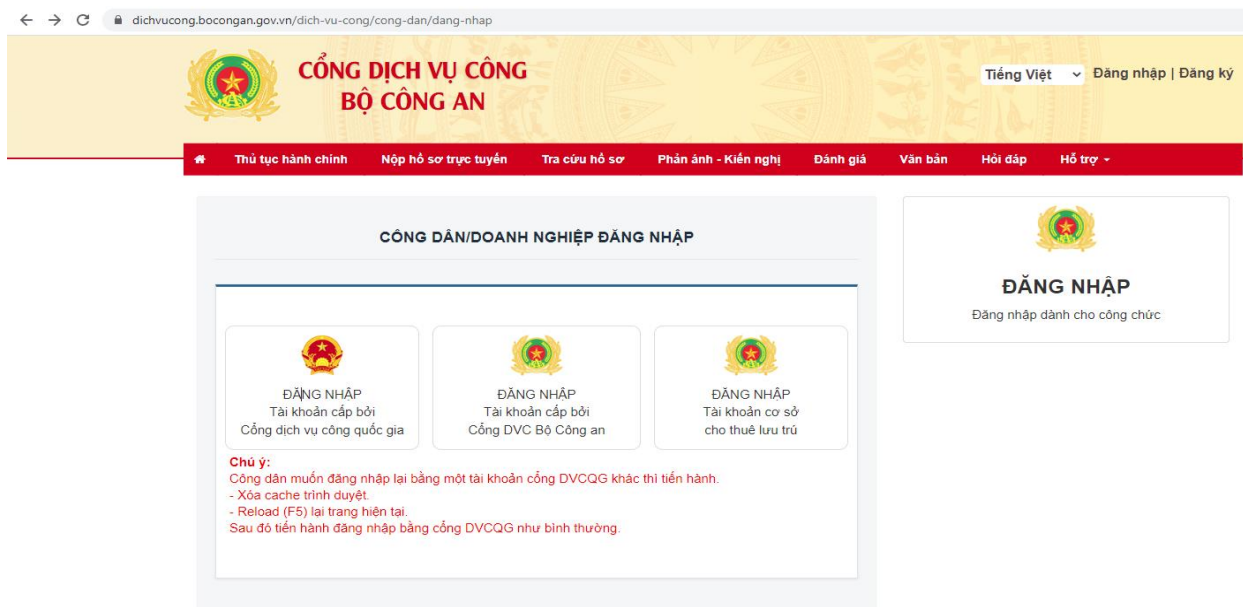 dichvucong.bocongan.gov.vn/dich-vu-cong/cong-dan/dang-nhap
CỔNG DỊCH VỤ CÔNG
BỘ CÔNG AN
Tiếng Việt
Đăng nhập | Đăng ký
Thủ tục hành chính
Nộp hồ sơ trực tuyến
Tra cứu hồ sơ
Phản ánh - Kiến nghị
Đánh giá
Văn bản
Hỏi đáp
Hỗ trợ
CÔNG DÂN/DOANH NGHIỆP ĐĂNG NHẬP
ĐĂNG NHẬP
Tài khoản cấp bởi
Cổng dịch vụ công quốc gia
ĐĂNG NHẬP
Tài khoản cấp bởi
Cổng DVC Bộ Công an
ĐĂNG NHẬP
Tài khoản cơ sở
cho thuê lưu trú
Chú ý:
Công dân muốn đăng nhập lại bằng một tài khoản cổng DVCQG khác thì tiến hành.
- Xóa cache trình duyệt.
- Reload (F5) lại trang hiện tại.
Sau đó tiến hành đăng nhập bằng cổng DVCQG như bình thường.
ĐĂNG NHẬP
Đăng nhập dành cho công chức